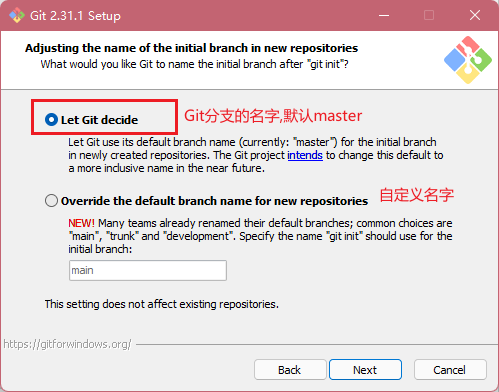 Git 2.31.1 Setup
Adjusting the name of the initial branch in new repositories
What would you like Git to name the initial branch after "git init"?
Let Git decide
Git分支的名字,默认master
Let Git use its default branch name (currently: "master") for the initial branch
in newly created repositories. The Git project intends to change this default to
a more inclusive name in the near future.
自定义名字
Override the default branch name for new repositories
NEW! Many teams already renamed their default branches; common choices are
"main", "trunk" and "development". Specify the name "git init" should use for the
initial branch:
main
This setting does not affect existing repositories.
https://gitforwindows.org/
Back
Next
Cancel